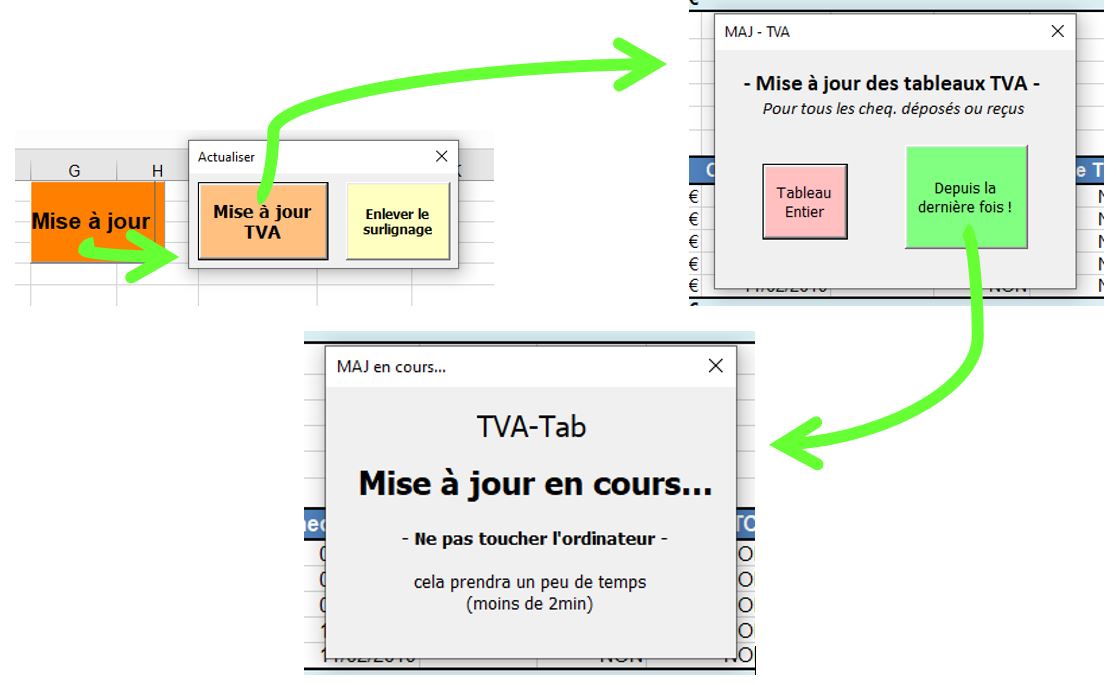 G H
Mise à jour
Actualiser
Mise à jour
TVA
Enlever le
surlignage
MAJ - TVA
- Mise à jour des tableaux TVA -
Pour tous les cheq. déposés ou reçus
Tableau
Entier
Depuis la
dernière fois !
€
€
€
€
€
MAJ en cours...
TVA-Tab
Mise à jour en cours...
- Ne pas toucher l'ordinateur -
cela prendra un peu de temps
(moins de 2min)